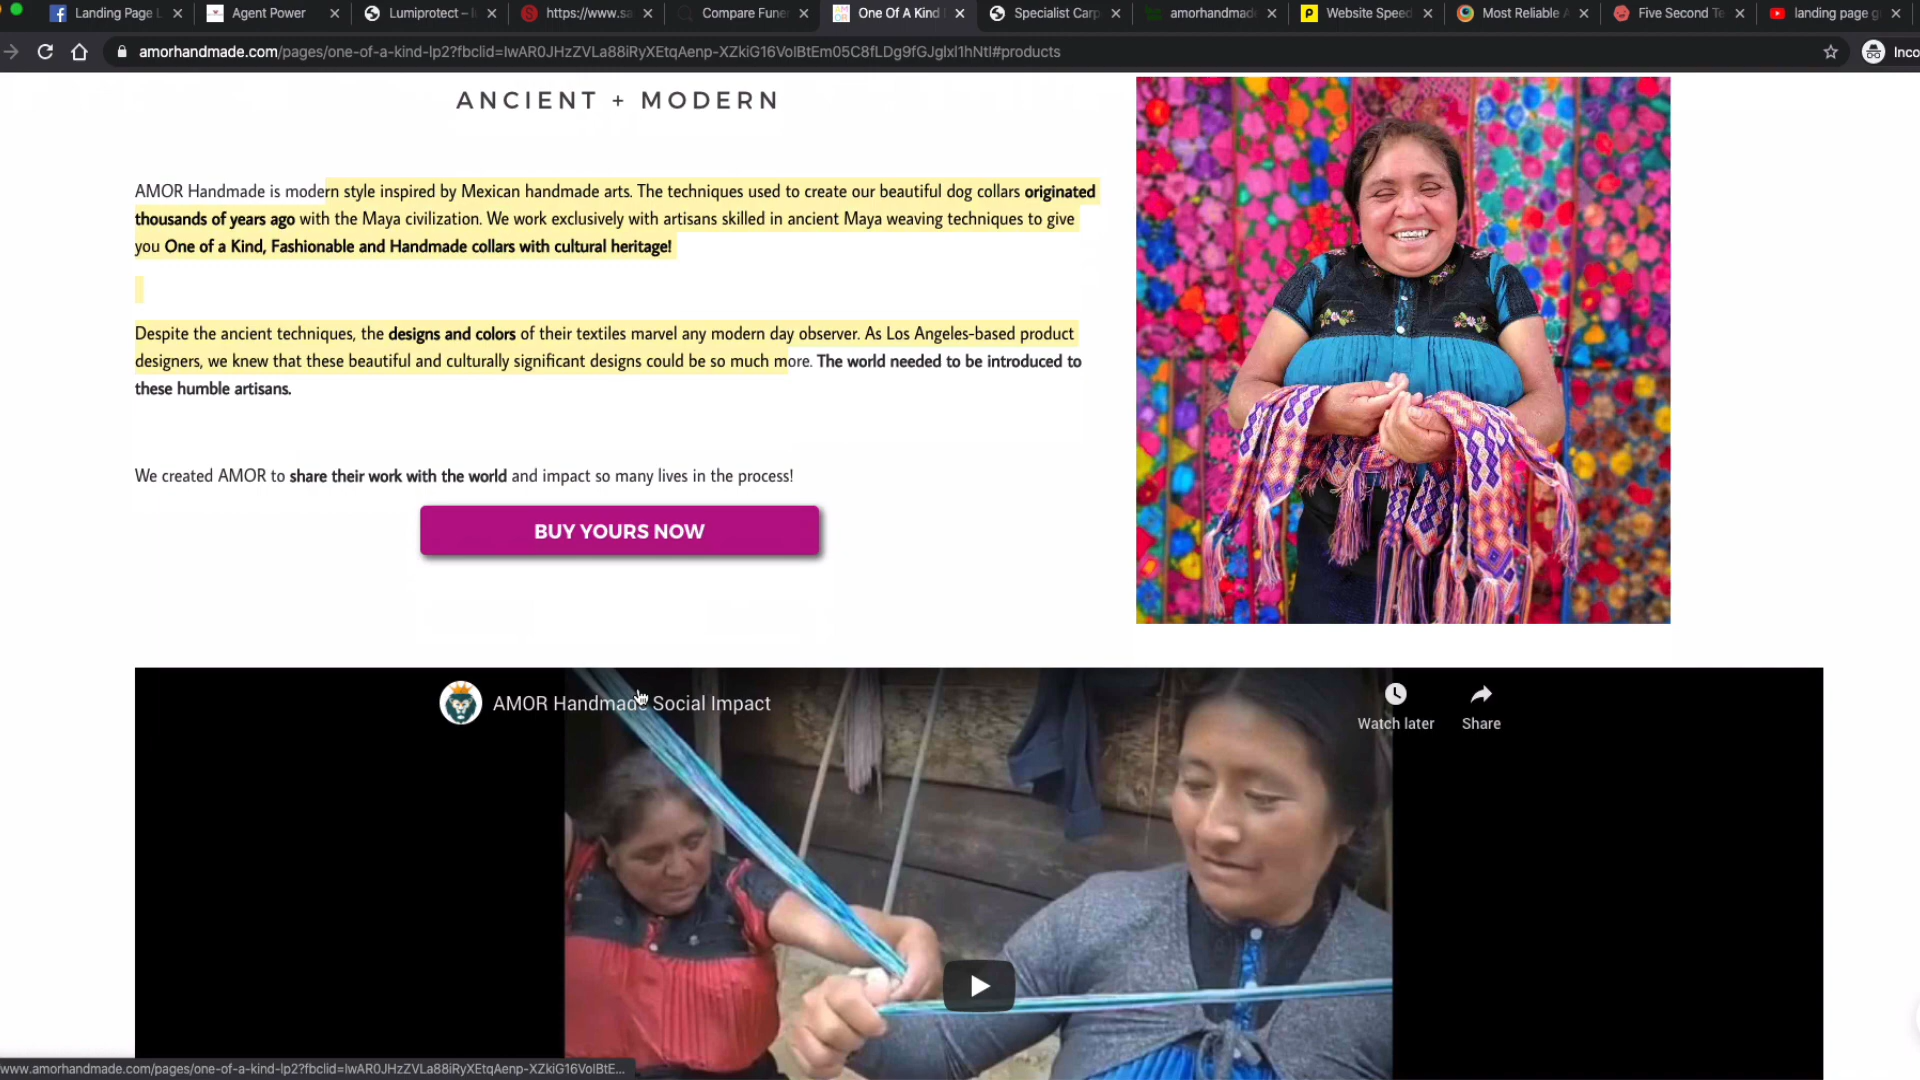 Landing Page L
Agent Power
Lumiprotect – l
https://www.sa
Compare Fune
One Of A Kind
Specialist Carp
amorhandmad
Website Speed
Most Reliable A
Five Second Te
landing page g
amorhandmade.com/pages/one-of-a-kind-lp2?fbclid=IwAR0JHzZVLa88iRyXEtqAenp-XZkiG16VolBtEm05C8fLDg9fGJglxl1hNtI#products
Inco
ANCIENT + MODERN
AMOR Handmade is modern style inspired by Mexican handmade arts. The techniques used to create our beautiful dog collars originated
thousands of years ago with the Maya civilization. We work exclusively with artisans skilled in ancient Maya weaving techniques to give
you One of a Kind, Fashionable and Handmade collars with cultural heritage!
Despite the ancient techniques, the designs and colors of their textiles marvel any modern day observer. As Los Angeles-based product
designers, we knew that these beautiful and culturally significant designs could be so much more. The world needed to be introduced to
these humble artisans.
We created AMOR to share their work with the world and impact so many lives in the process!
BUY YOURS NOW
AMOR Handmade Social Impact
Watch later
Share
www.amorhandmade.com/pages/one-of-a-kind-lp2?fbclid=IwAR0JHzZVLa88iRyXEtqAenp-XZkiG16VolBtE...